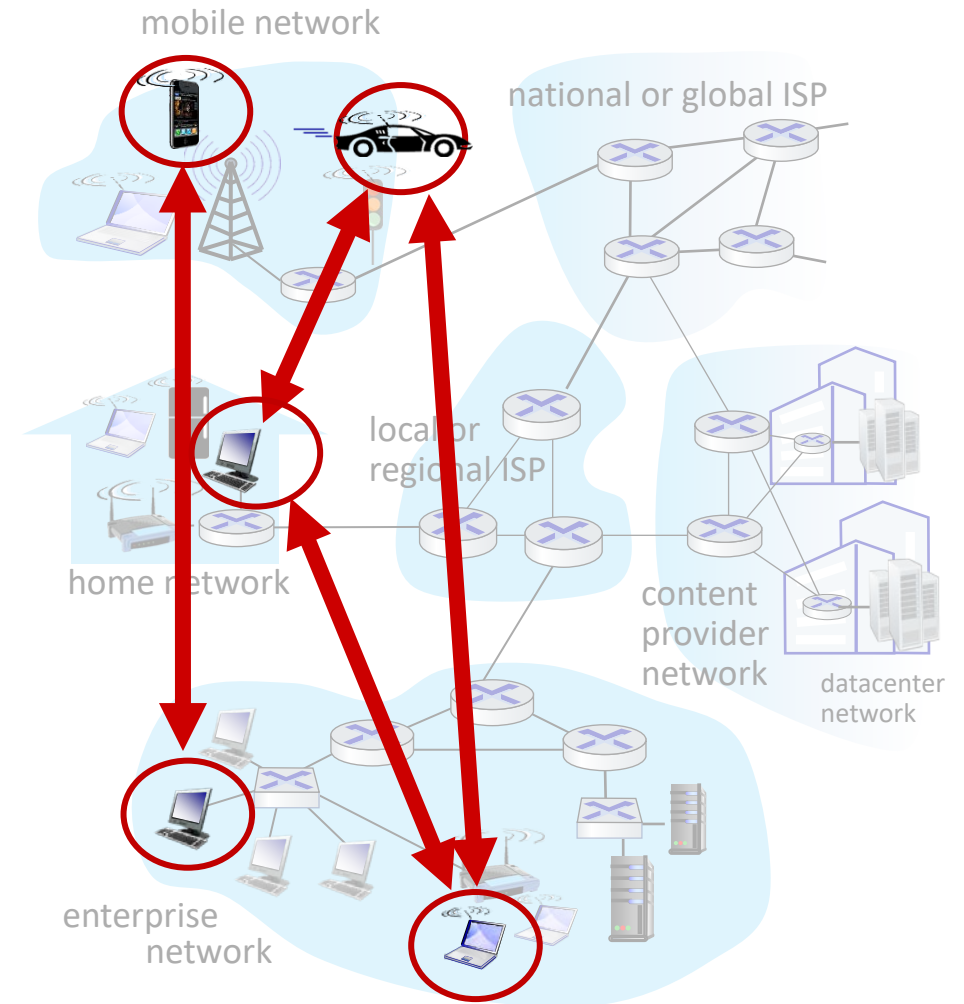 mobile network
national or global ISP
local or
regional ISP
home network
content
provider
network
datacenter
network
enterprise
network